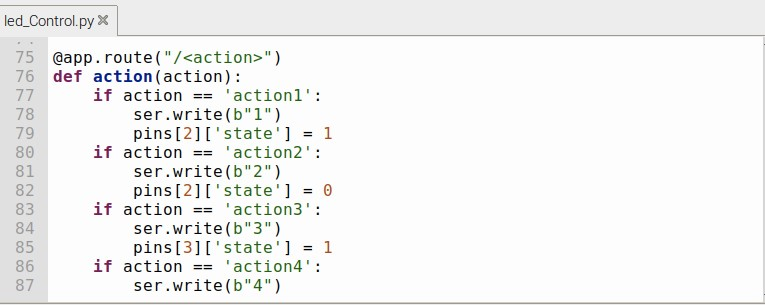 led_Control.py
75 @app.route("/<action>")
76 def action(action):
77     if action == 'action1':
78         ser.write(b"1")
79         pins[2]['state'] = 1
80     if action == 'action2':
81         ser.write(b"2")
82         pins[2]['state'] = 0
83     if action == 'action3':
84         ser.write(b"3")
85         pins[3]['state'] = 1
86     if action == 'action4':
87         ser.write(b"4")